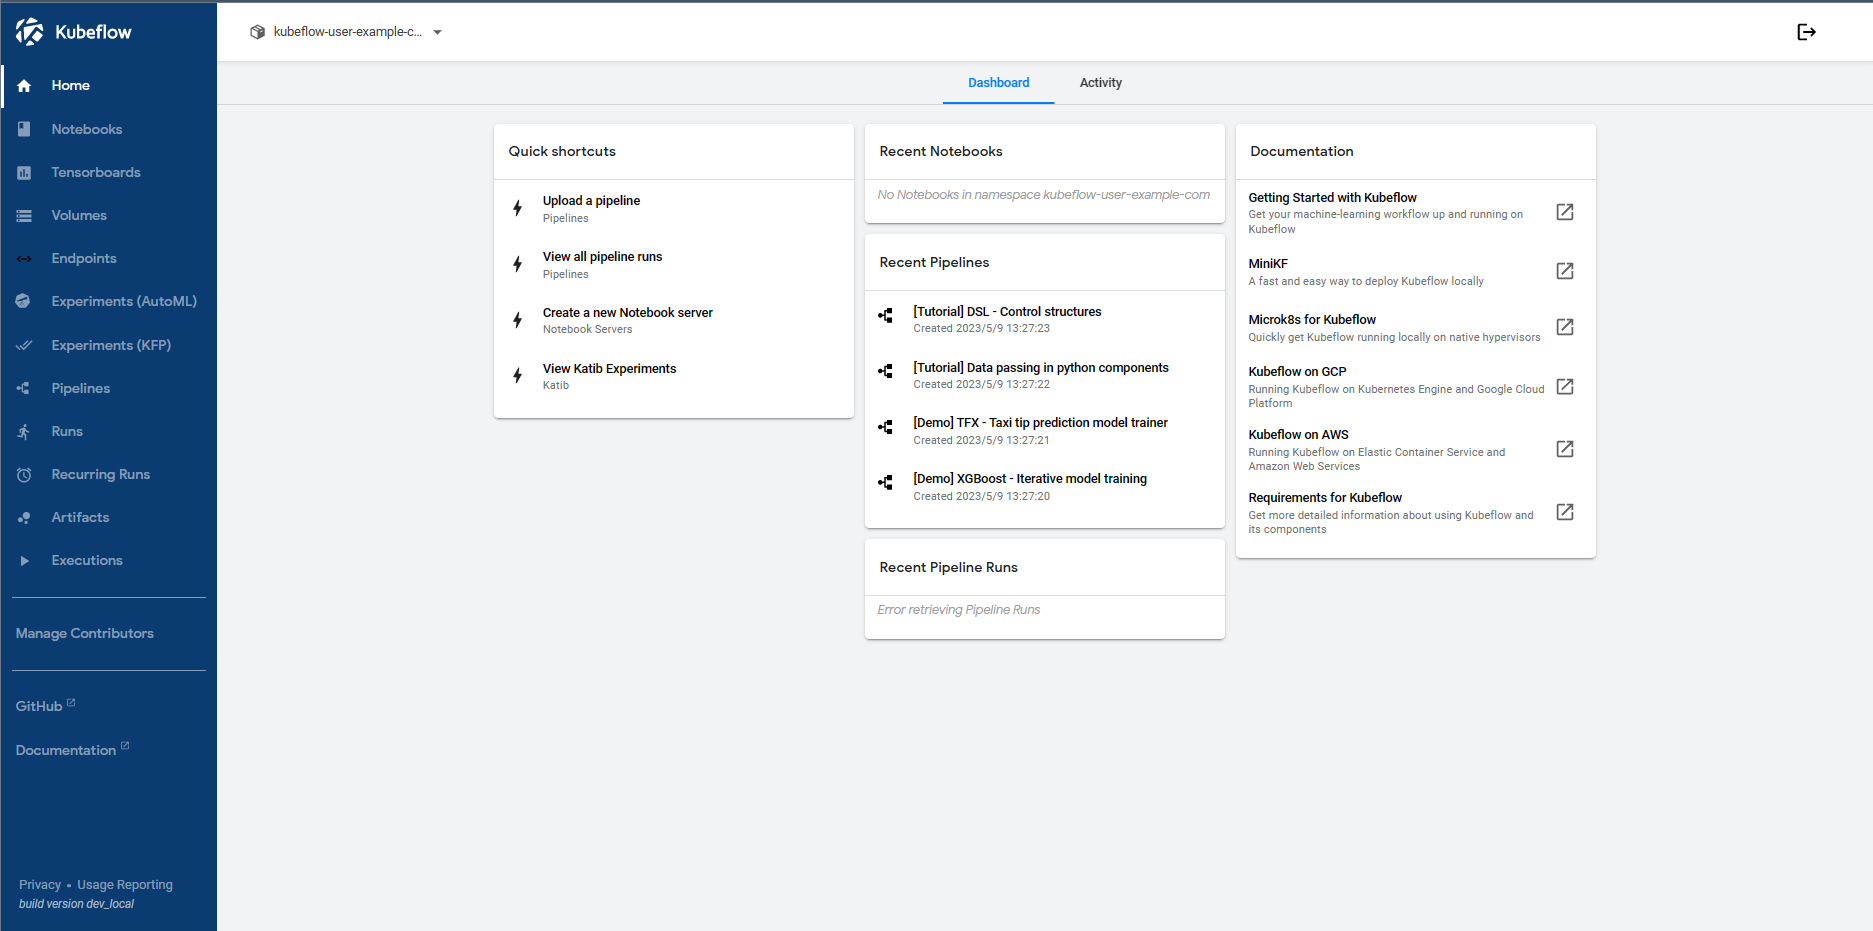 Kubeflow
Home
Notebooks
Tensorboards
Volumes
Endpoints
Experiments (AutoML)
Experiments (KFP)
Pipelines
Runs
Recurring Runs
Artifacts
Executions
Manage Contributors
GitHub
Documentation
Privacy • Usage Reporting
build version dev_local
kubeflow-user-example-c...
Dashboard
Activity
Quick shortcuts
Upload a pipeline
Pipelines
View all pipeline runs
Pipelines
Create a new Notebook server
Notebook Servers
View Katib Experiments
Katib
Recent Notebooks
No Notebooks in namespace kubeflow-user-example-com
Recent Pipelines
[Tutorial] DSL - Control structures
Created 2023/5/9 13:27:23
[Tutorial] Data passing in python components
Created 2023/5/9 13:27:22
[Demo] TFX - Taxi tip prediction model trainer
Created 2023/5/9 13:27:21
[Demo] XGBoost - Iterative model training
Created 2023/5/9 13:27:20
Recent Pipeline Runs
Error retrieving Pipeline Runs
Documentation
Getting Started with Kubeflow
Get your machine-learning workflow up and running on
Kubeflow
MiniKF
A fast and easy way to deploy Kubeflow locally
Microk8s for Kubeflow
Quickly get Kubeflow running locally on native hypervisors
Kubeflow on GCP
Running Kubeflow on Kubernetes Engine and Google Cloud
Platform
Kubeflow on AWS
Running Kubeflow on Elastic Container Service and
Amazon Web Services
Requirements for Kubeflow
Get more detailed information about using Kubeflow and
its components